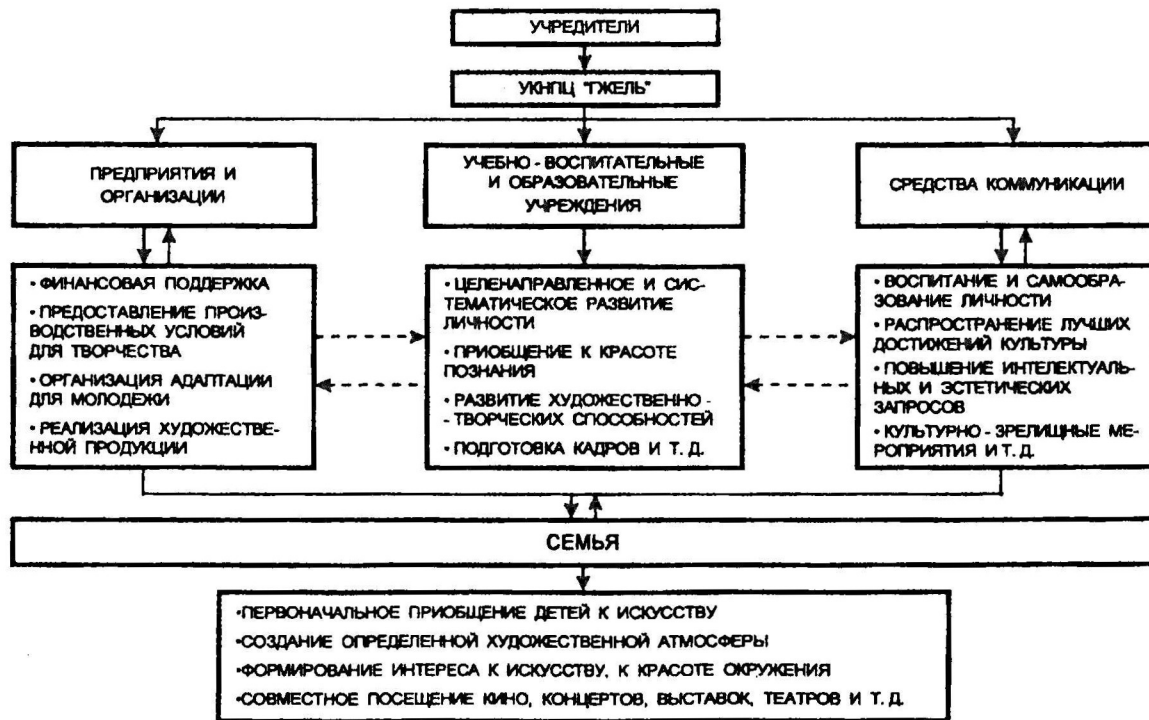 УЧРЕДИТЕЛИ
УКНПЦ "ГЖЕЛЬ"
ПРЕДПРИЯТИЯ И
ОРГАНИЗАЦИИ
УЧЕБНО - ВОСПИТАТЕЛЬНЫЕ
И ОБРАЗОВАТЕЛЬНЫЕ
УЧРЕЖДЕНИЯ
СРЕДСТВА КОММУНИКАЦИИ
• ФИНАНСОВАЯ ПОДДЕРЖКА
• ПРЕДОСТАВЛЕНИЕ ПРОИЗ-
ВОДСТВЕННЫХ УСЛОВИЙ
ДЛЯ ТВОРЧЕСТВА
• ОРГАНИЗАЦИЯ АДАПТАЦИИ
ДЛЯ МОЛОДЕЖИ
• РЕАЛИЗАЦИЯ ХУДОЖЕСТВЕ-
ННОЙ ПРОДУКЦИИ
• ЦЕЛЕНАПРАВЛЕННОЕ И СИС-
ТЕМАТИЧЕСКОЕ РАЗВИТИЕ
ЛИЧНОСТИ
• ПРИОБЩЕНИЕ К КРАСОТЕ
ПОЗНАНИЯ
• РАЗВИТИЕ ХУДОЖЕСТВЕННО -
- ТВОРЧЕСКИХ СПОСОБНОСТЕЙ
• ПОДГОТОВКА КАДРОВ И Т. Д.
• ВОСПИТАНИЕ И САМООБРА-
ЗОВАНИЕ ЛИЧНОСТИ
• РАСПРОСТРАНЕНИЕ ЛУЧШИХ
ДОСТИЖЕНИЙ КУЛЬТУРЫ
• ПОВЫШЕНИЕ ИНТЕЛЕКТУАЛЬ-
НЫХ И ЭСТЕТИЧЕСКИХ
ЗАПРОСОВ
• КУЛЬТУРНО - ЗРЕЛИЩНЫЕ МЕ-
РОПРИЯТИЯ И Т. Д.
СЕМЬЯ
•ПЕРВОНАЧАЛЬНОЕ ПРИОБЩЕНИЕ ДЕТЕЙ К ИСКУССТВУ
•СОЗДАНИЕ ОПРЕДЕЛЕННОЙ ХУДОЖЕСТВЕННОЙ АТМОСФЕРЫ
•ФОРМИРОВАНИЕ ИНТЕРЕСА К ИСКУССТВУ, К КРАСОТЕ ОКРУЖЕНИЯ
•СОВМЕСТНОЕ ПОСЕЩЕНИЕ КИНО, КОНЦЕРТОВ, ВЫСТАВОК, ТЕАТРОВ И Т. Д.